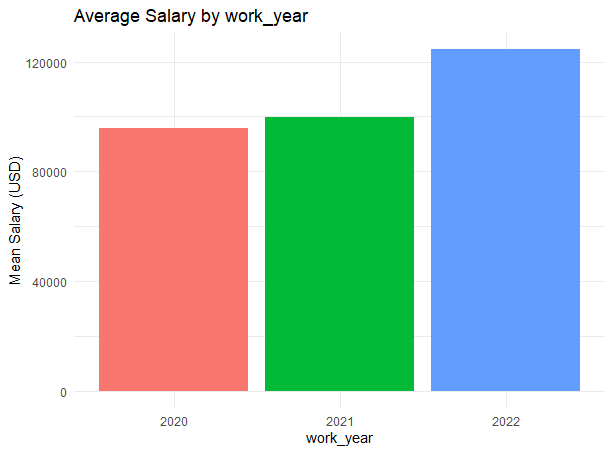 Average Salary by work_year
120000
80000
40000
0
Mean Salary (USD)
2020 2021 2022
work_year